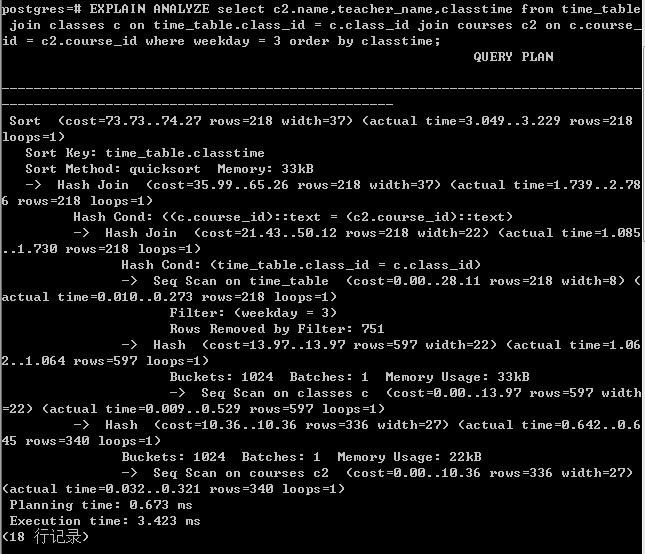 postgres=# EXPLAIN ANALYZE select c2.name,teacher_name,classtime from time_table
 join classes c on time_table.class_id = c.class_id join courses c2 on c.course_
id = c2.course_id where weekday = 3 order by classtime;
                                                           QUERY PLAN

--------------------------------------------------------------------------------
-------------------------------------------------
 Sort  (cost=73.73..74.27 rows=218 width=37) (actual time=3.049..3.229 rows=218
loops=1)
   Sort Key: time_table.classtime
   Sort Method: quicksort  Memory: 33kB
   ->  Hash Join  (cost=35.99..65.26 rows=218 width=37) (actual time=1.739..2.78
6 rows=218 loops=1)
         Hash Cond: ((c.course_id)::text = (c2.course_id)::text)
         ->  Hash Join  (cost=21.43..50.12 rows=218 width=22) (actual time=1.085
..1.730 rows=218 loops=1)
               Hash Cond: (time_table.class_id = c.class_id)
               ->  Seq Scan on time_table  (cost=0.00..28.11 rows=218 width=8) (
actual time=0.010..0.273 rows=218 loops=1)
                     Filter: (weekday = 3)
                     Rows Removed by Filter: 751
               ->  Hash  (cost=13.97..13.97 rows=597 width=22) (actual time=1.06
2..1.064 rows=597 loops=1)
                     Buckets: 1024  Batches: 1  Memory Usage: 33kB
                     ->  Seq Scan on classes c  (cost=0.00..13.97 rows=597 width
=22) (actual time=0.009..0.529 rows=597 loops=1)
         ->  Hash  (cost=10.36..10.36 rows=336 width=27) (actual time=0.642..0.6
45 rows=340 loops=1)
               Buckets: 1024  Batches: 1  Memory Usage: 22kB
               ->  Seq Scan on courses c2  (cost=0.00..10.36 rows=336 width=27)
(actual time=0.032..0.321 rows=340 loops=1)
 Planning time: 0.673 ms
 Execution time: 3.423 ms
(18 行记录)